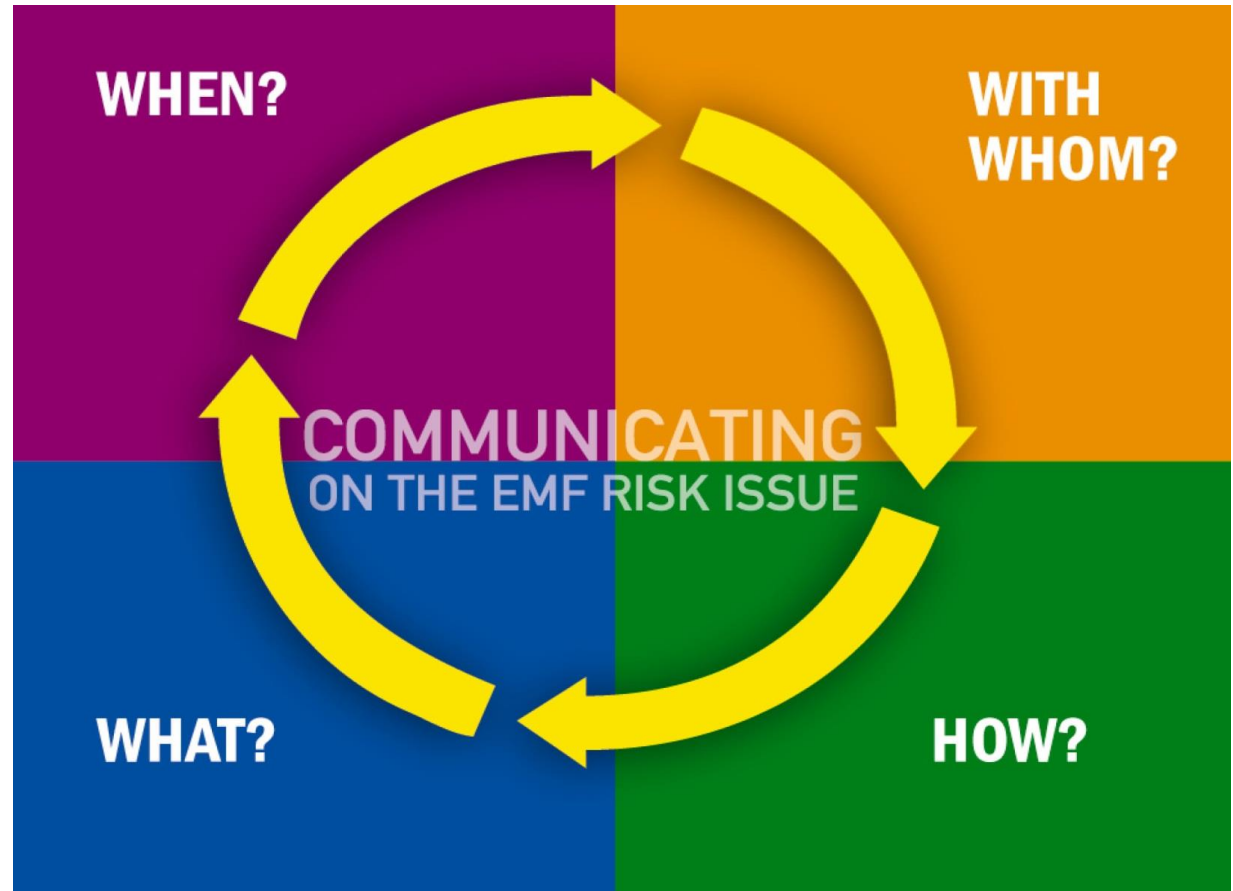 WHEN?
WITH
WHOM?
COMMUNICATING
ON THE EMF RISK ISSUE
WHAT?
HOW?